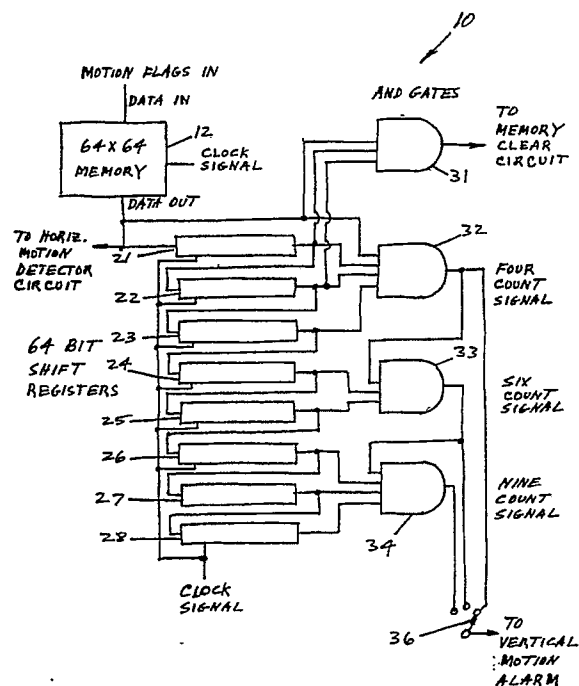 10
MOTION FLAGS IN
DATA IN
AND GATES
64 X 64
MEMORY
12
CLOCK
SIGNAL
TO
MEMORY
CLEAR
CIRCUIT
31
DATA OUT
TO HORIZ.
MOTION
DETECTOR
CIRCUIT
21
32
22
FOUR
COUNT
SIGNAL
23
64 BIT
SHIFT
REGISTERS
24
33
25
SIX
COUNT
SIGNAL
26
27
NINE
COUNT
SIGNAL
28
34
CLOCK
SIGNAL
36
TO
VERTICAL
MOTION
ALARM